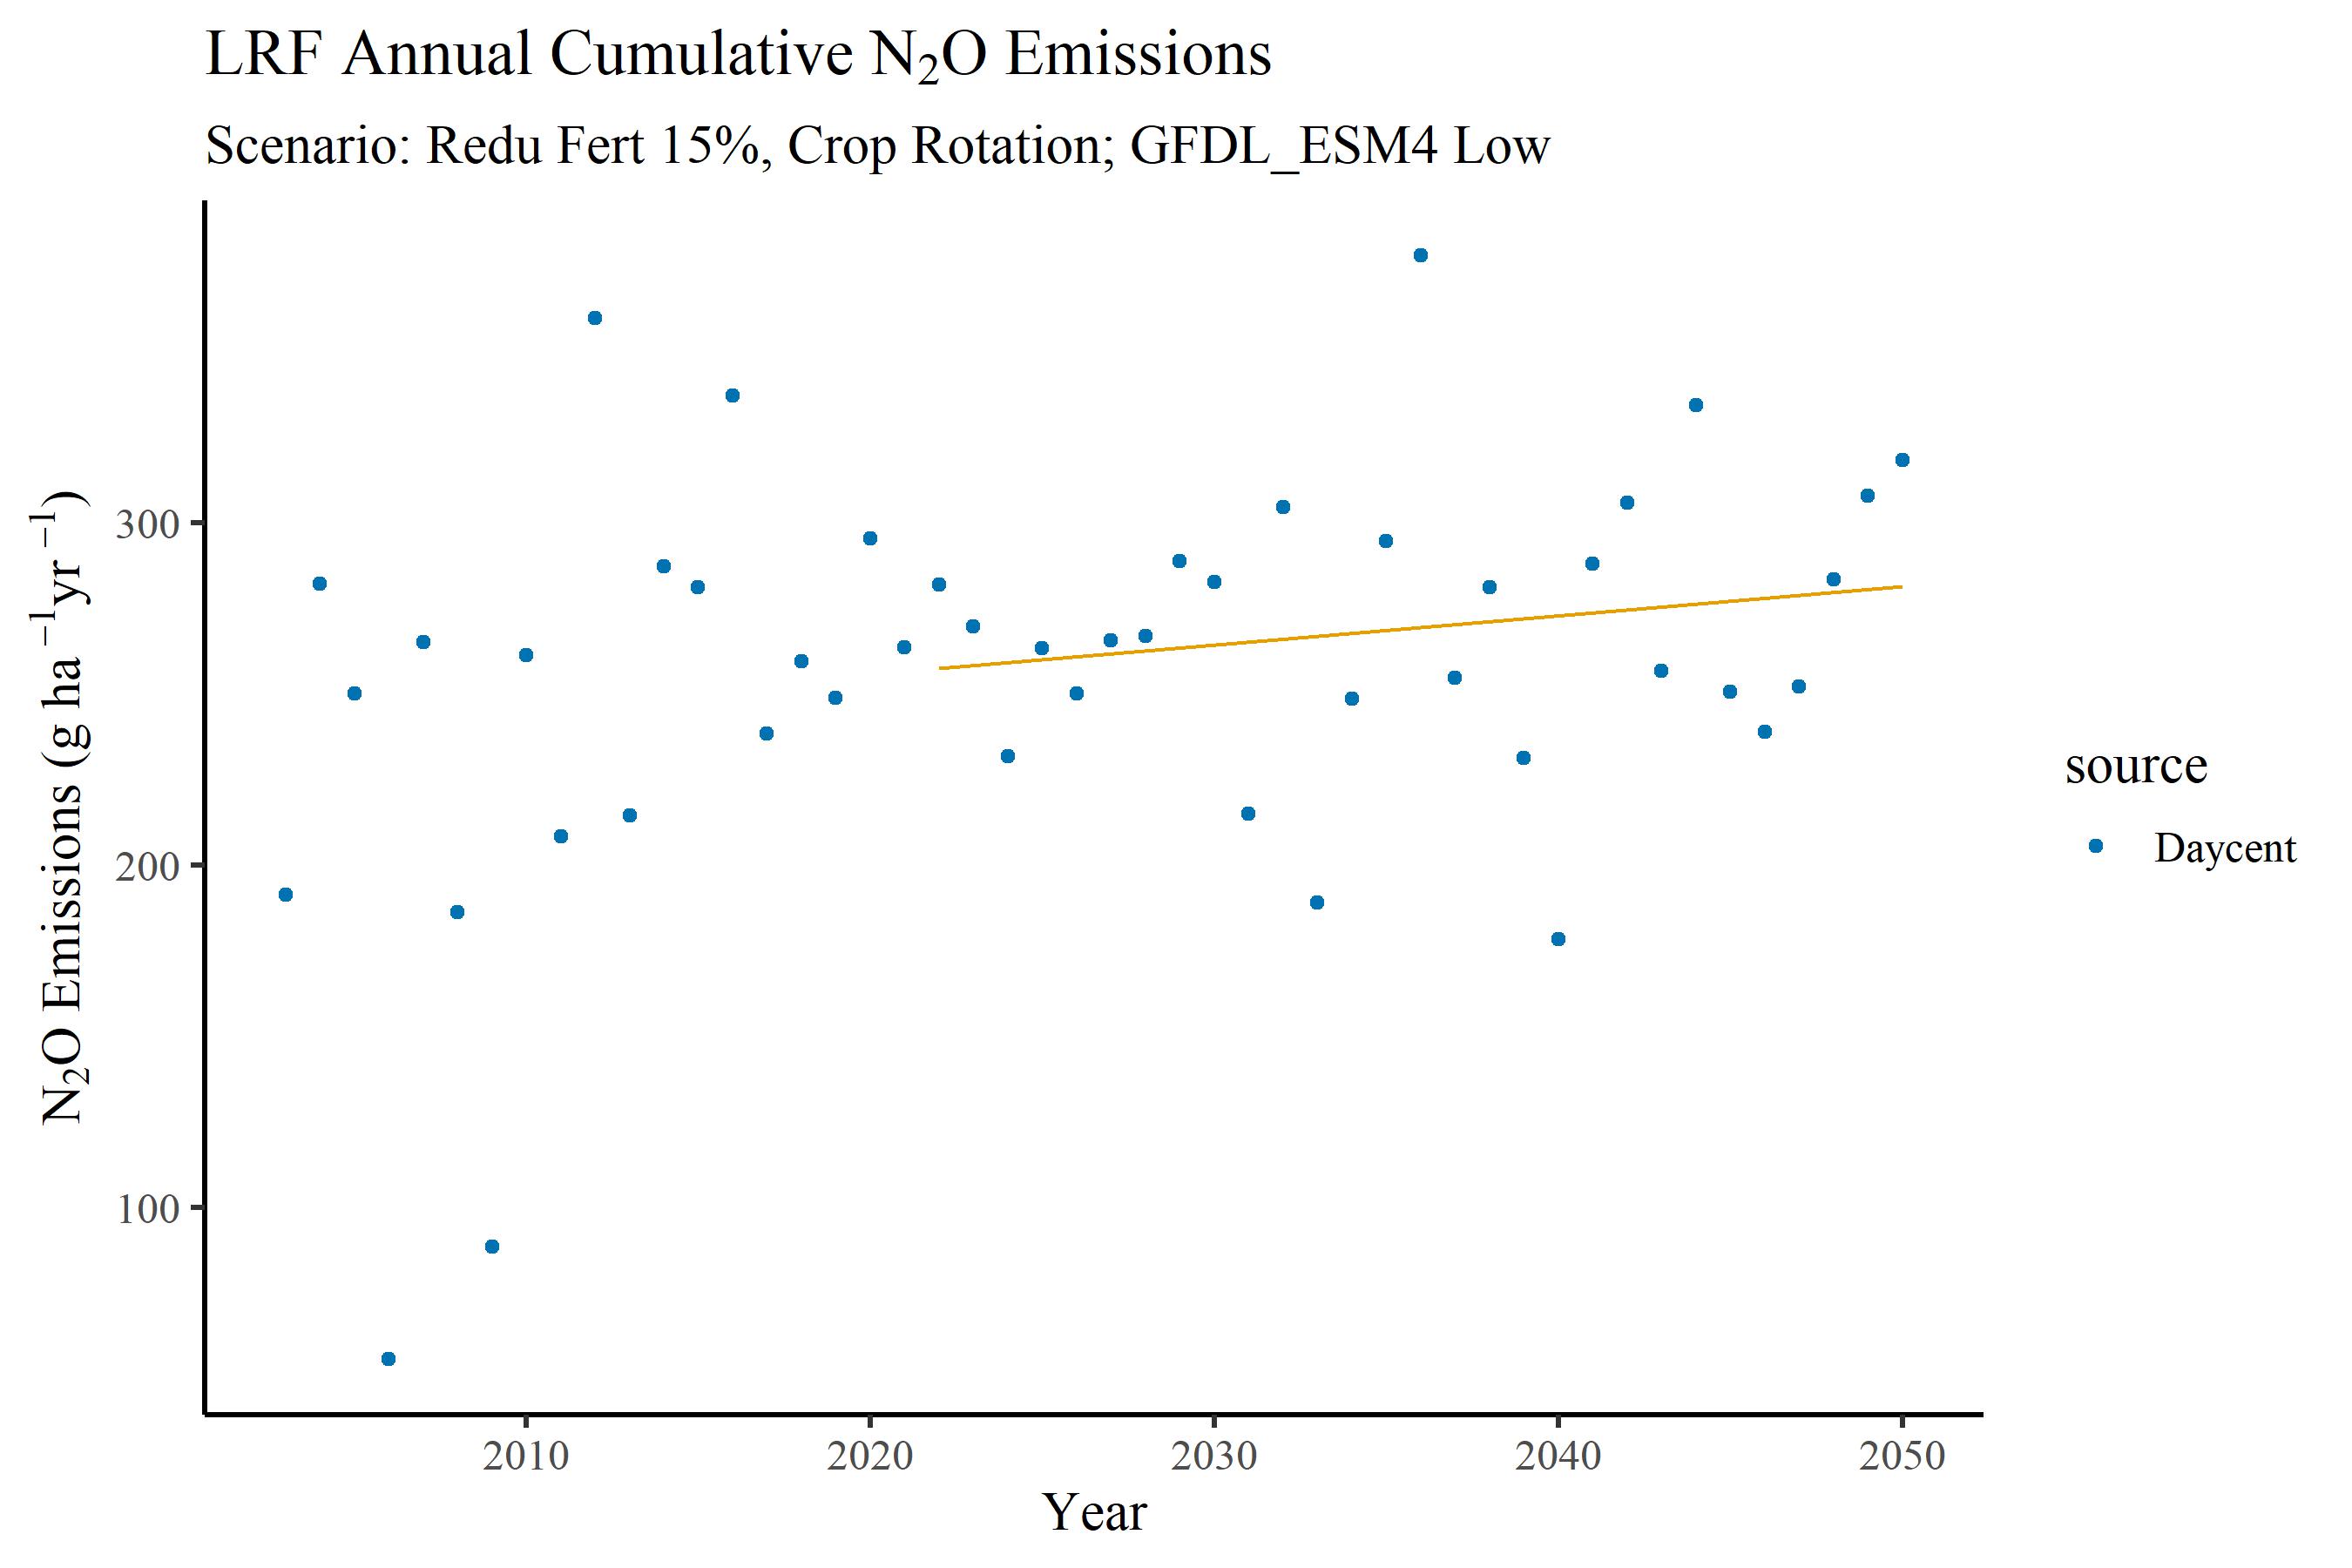 LRF Annual Cumulative N₂O Emissions
Scenario: Redu Fert 15%, Crop Rotation; GFDL_ESM4 Low
N₂O Emissions (g ha⁻¹yr⁻¹)
300
200
100
2010 2020 2030 2040 2050
Year
source
Daycent